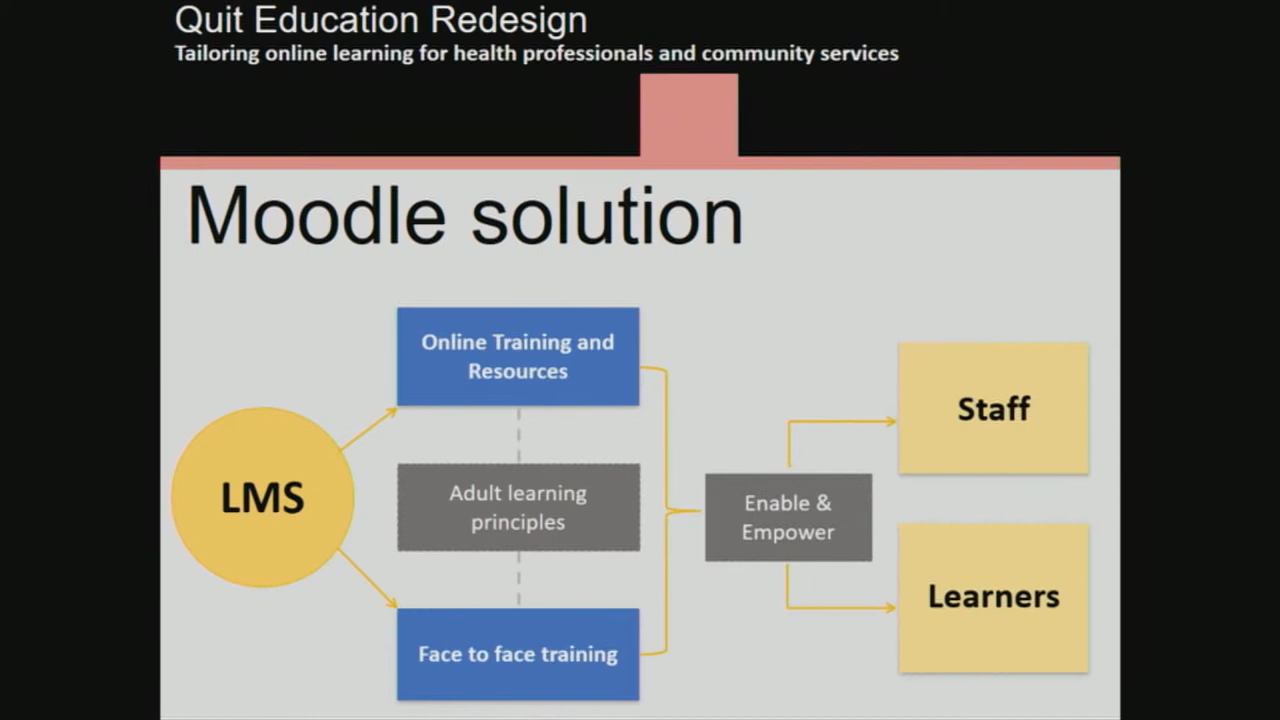 Quit Education Redesign
Tailoring online learning for health professionals and community services
Moodle solution
LMS
Online Training and
Resources
Adult learning
principles
Face to face training
Enable &
Empower
Staff
Learners